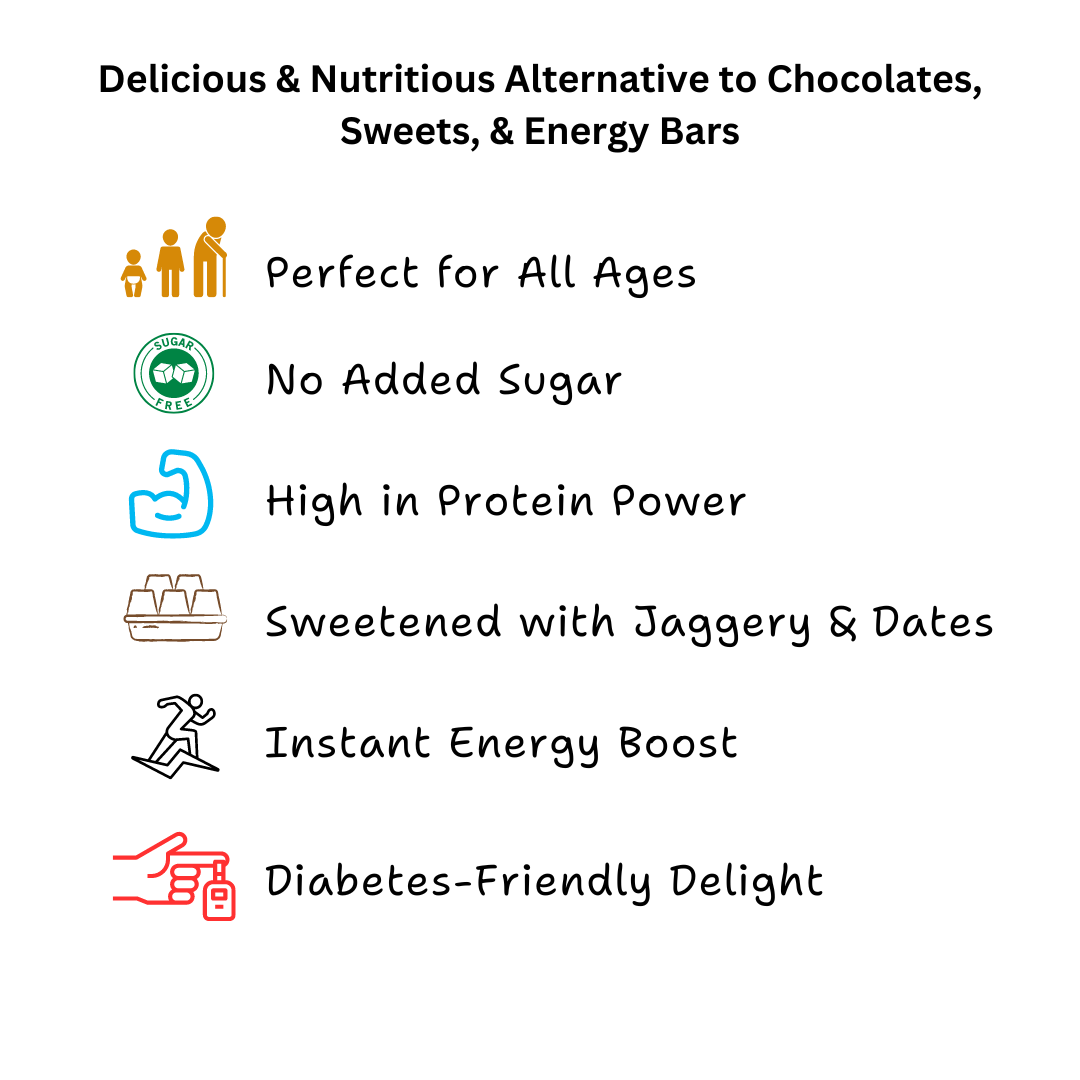 Delicious & Nutritious Alternative to Chocolates,
Sweets, & Energy Bars
Perfect for All Ages
SUGAR
FREE
No Added Sugar
High in Protein Power
Sweetened with Jaggery & Dates
Instant Energy Boost
Diabetes-Friendly Delight